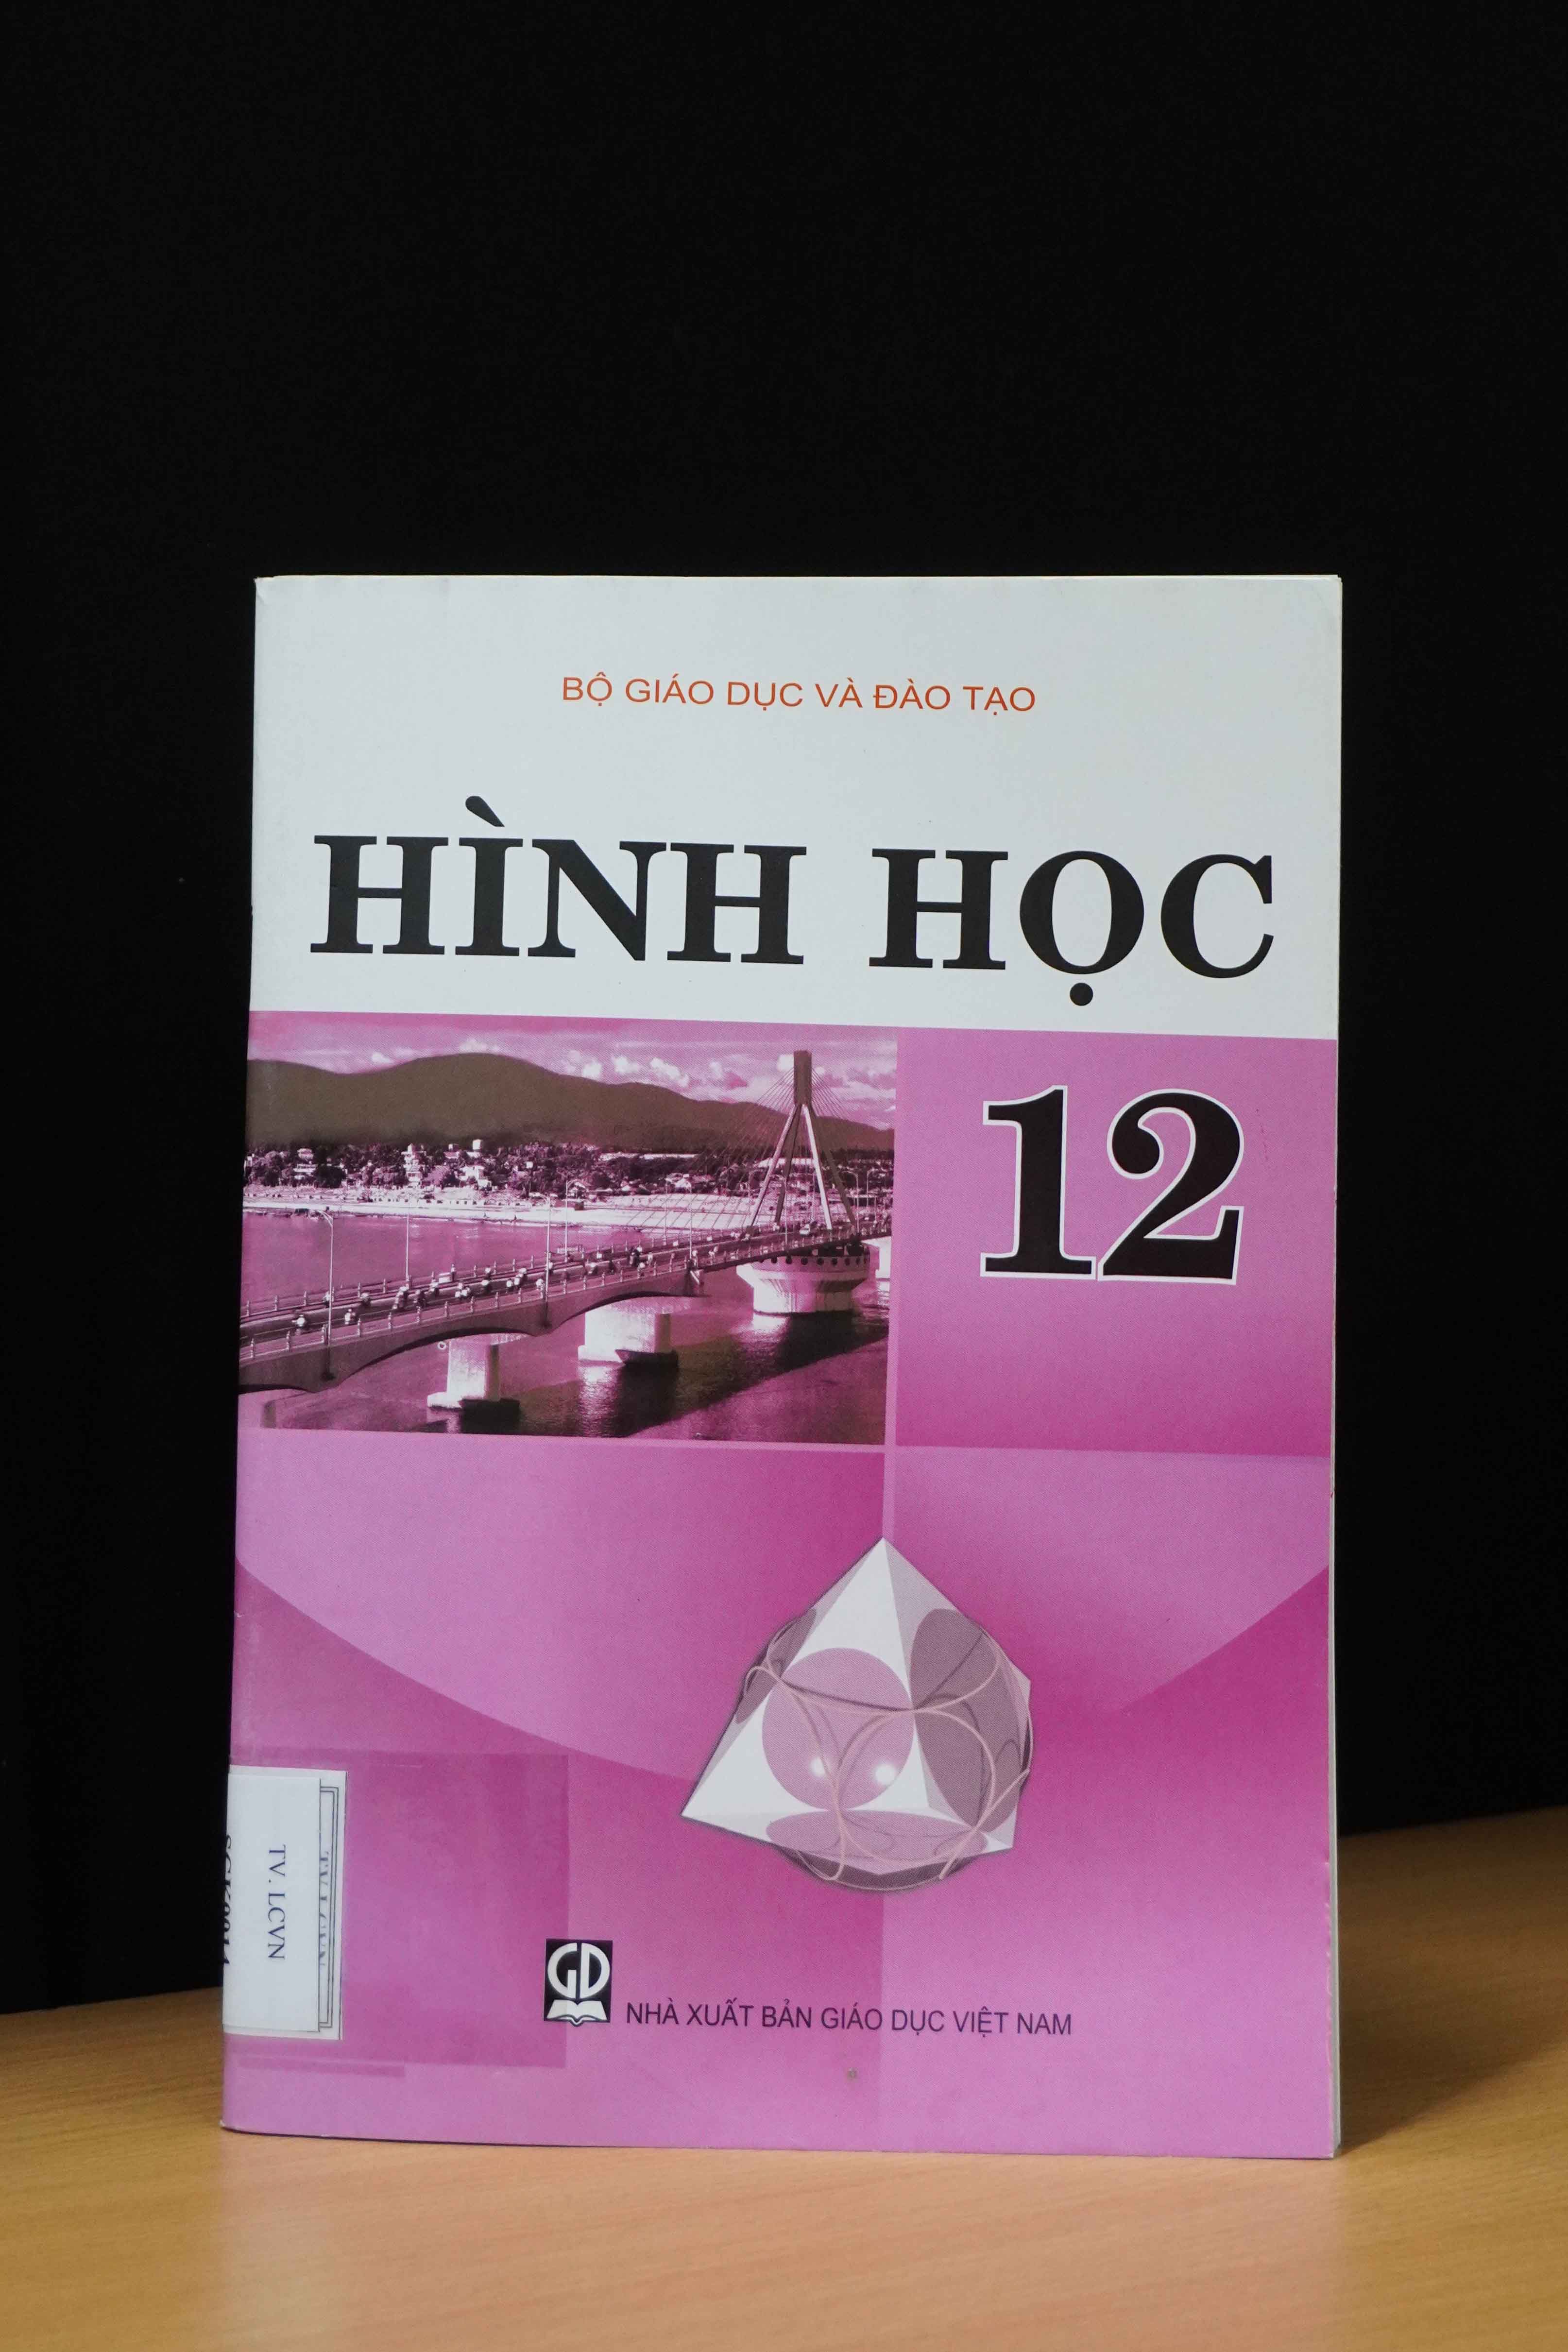 BỘ GIÁO DỤC VÀ ĐÀO TẠO
HÌNH HỌC
12
TV. LCVN
GD
NHÀ XUẤT BẢN GIÁO DỤC VIỆT NAM